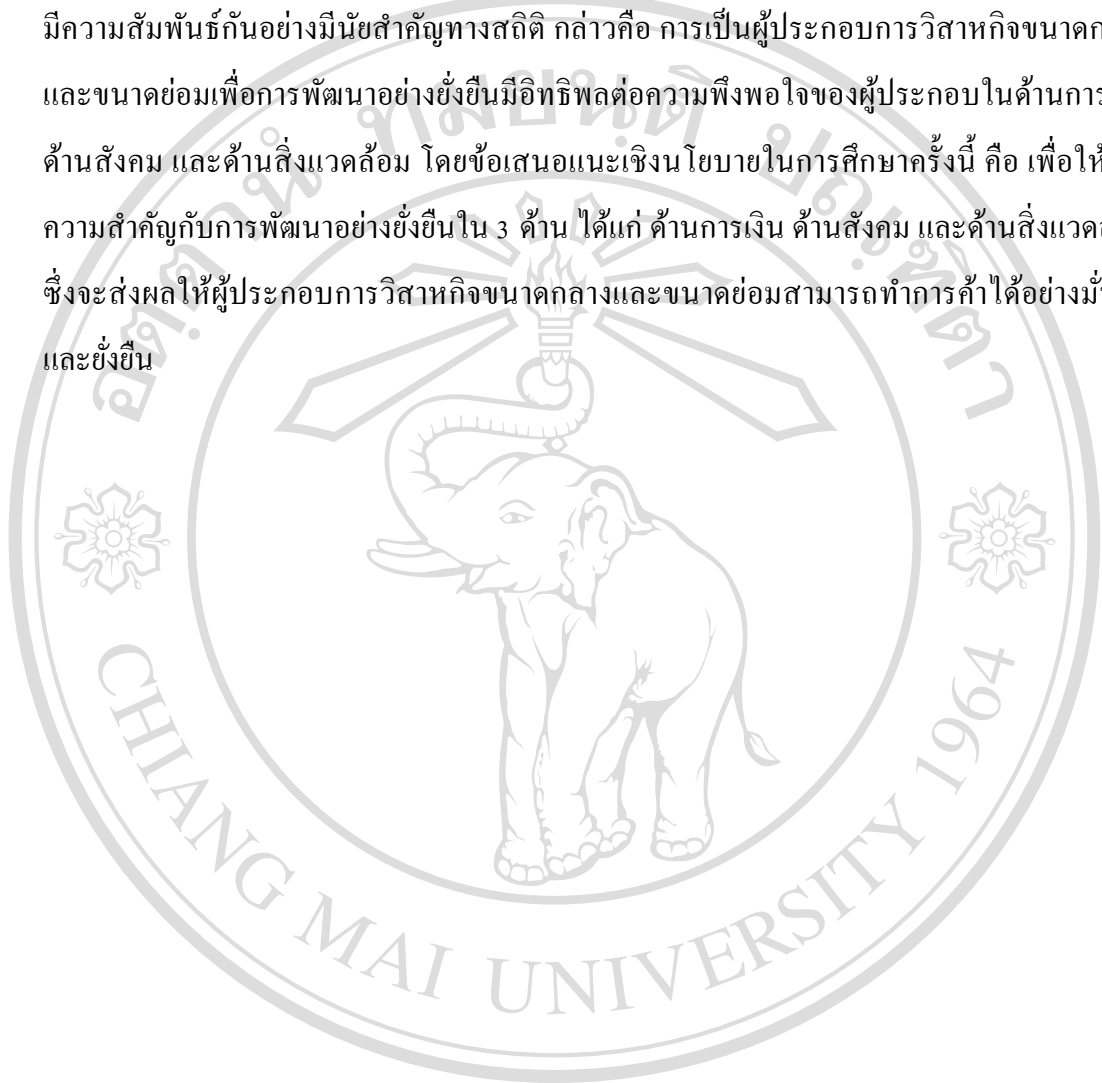 มีความสัมพันธ์กันอย่างมีนัยสำคัญทางสถิติ กล่าวคือ การเป็นผู้ประกอบการวิสาหกิจขนาดก
และขนาดย่อมเพื่อการพัฒนาอย่างยั่งยืนมีอิทธิพลต่อความพึงพอใจของผู้ประกอบในด้านการ
ด้านสังคม และด้านสิ่งแวดล้อม โดยข้อเสนอแนะเชิงนโยบายในการศึกษาครั้งนี้ คือ เพื่อให้
ความสำคัญกับการพัฒนาอย่างยั่งยืนใน 3 ด้าน ได้แก่ ด้านการเงิน ด้านสังคม และด้านสิ่งแวด
ซึ่งจะส่งผลให้ผู้ประกอบการวิสาหกิจขนาดกลางและขนาดย่อมสามารถทำการค้าได้อย่างมั่
และยั่งยืน
อตฺตานํ ทมยนฺติ ปณฺฑิตา
CHIANG MAI UNIVERSITY 1964